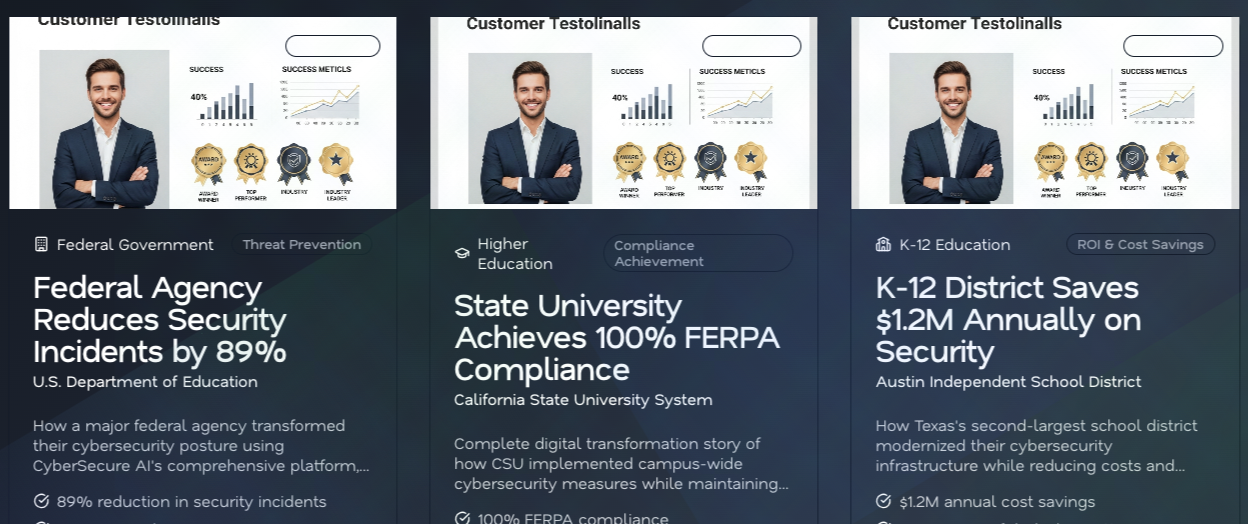 Customer Testolinalls
SUCCESS
SUCCESS METICLS
40%
AWARD
AWARD WINNER
TOP PERFORMER
INDUSTRY
INDUSTRY LEADER
Federal Government
Threat Prevention
Federal Agency
Reduces Security
Incidents by 89%
U.S. Department of Education
How a major federal agency transformed
their cybersecurity posture using
CyberSecure AI's comprehensive platform,...
89% reduction in security incidents
Customer Testolinalls
SUCCESS
SUCCESS METICLS
40%
AWARD
AWARD WINNER
TOP PERFORMER
INDUSTRY
INDUSTRY LEADER
Higher
Education
Compliance
Achievement
State University
Achieves 100% FERPA
Compliance
California State University System
Complete digital transformation story of
how CSU implemented campus-wide
cybersecurity measures while maintaining...
100% FERPA compliance
Customer Testolinalls
SUCCESS
SUCCESS METICLS
40%
AWARD
AWARD WINNER
TOP PERFORMER
INDUSTRY
INDUSTRY LEADER
K-12 Education
ROI & Cost Savings
K-12 District Saves
$1.2M Annually on
Security
Austin Independent School District
How Texas's second-largest school district
modernized their cybersecurity
infrastructure while reducing costs and...
$1.2M annual cost savings